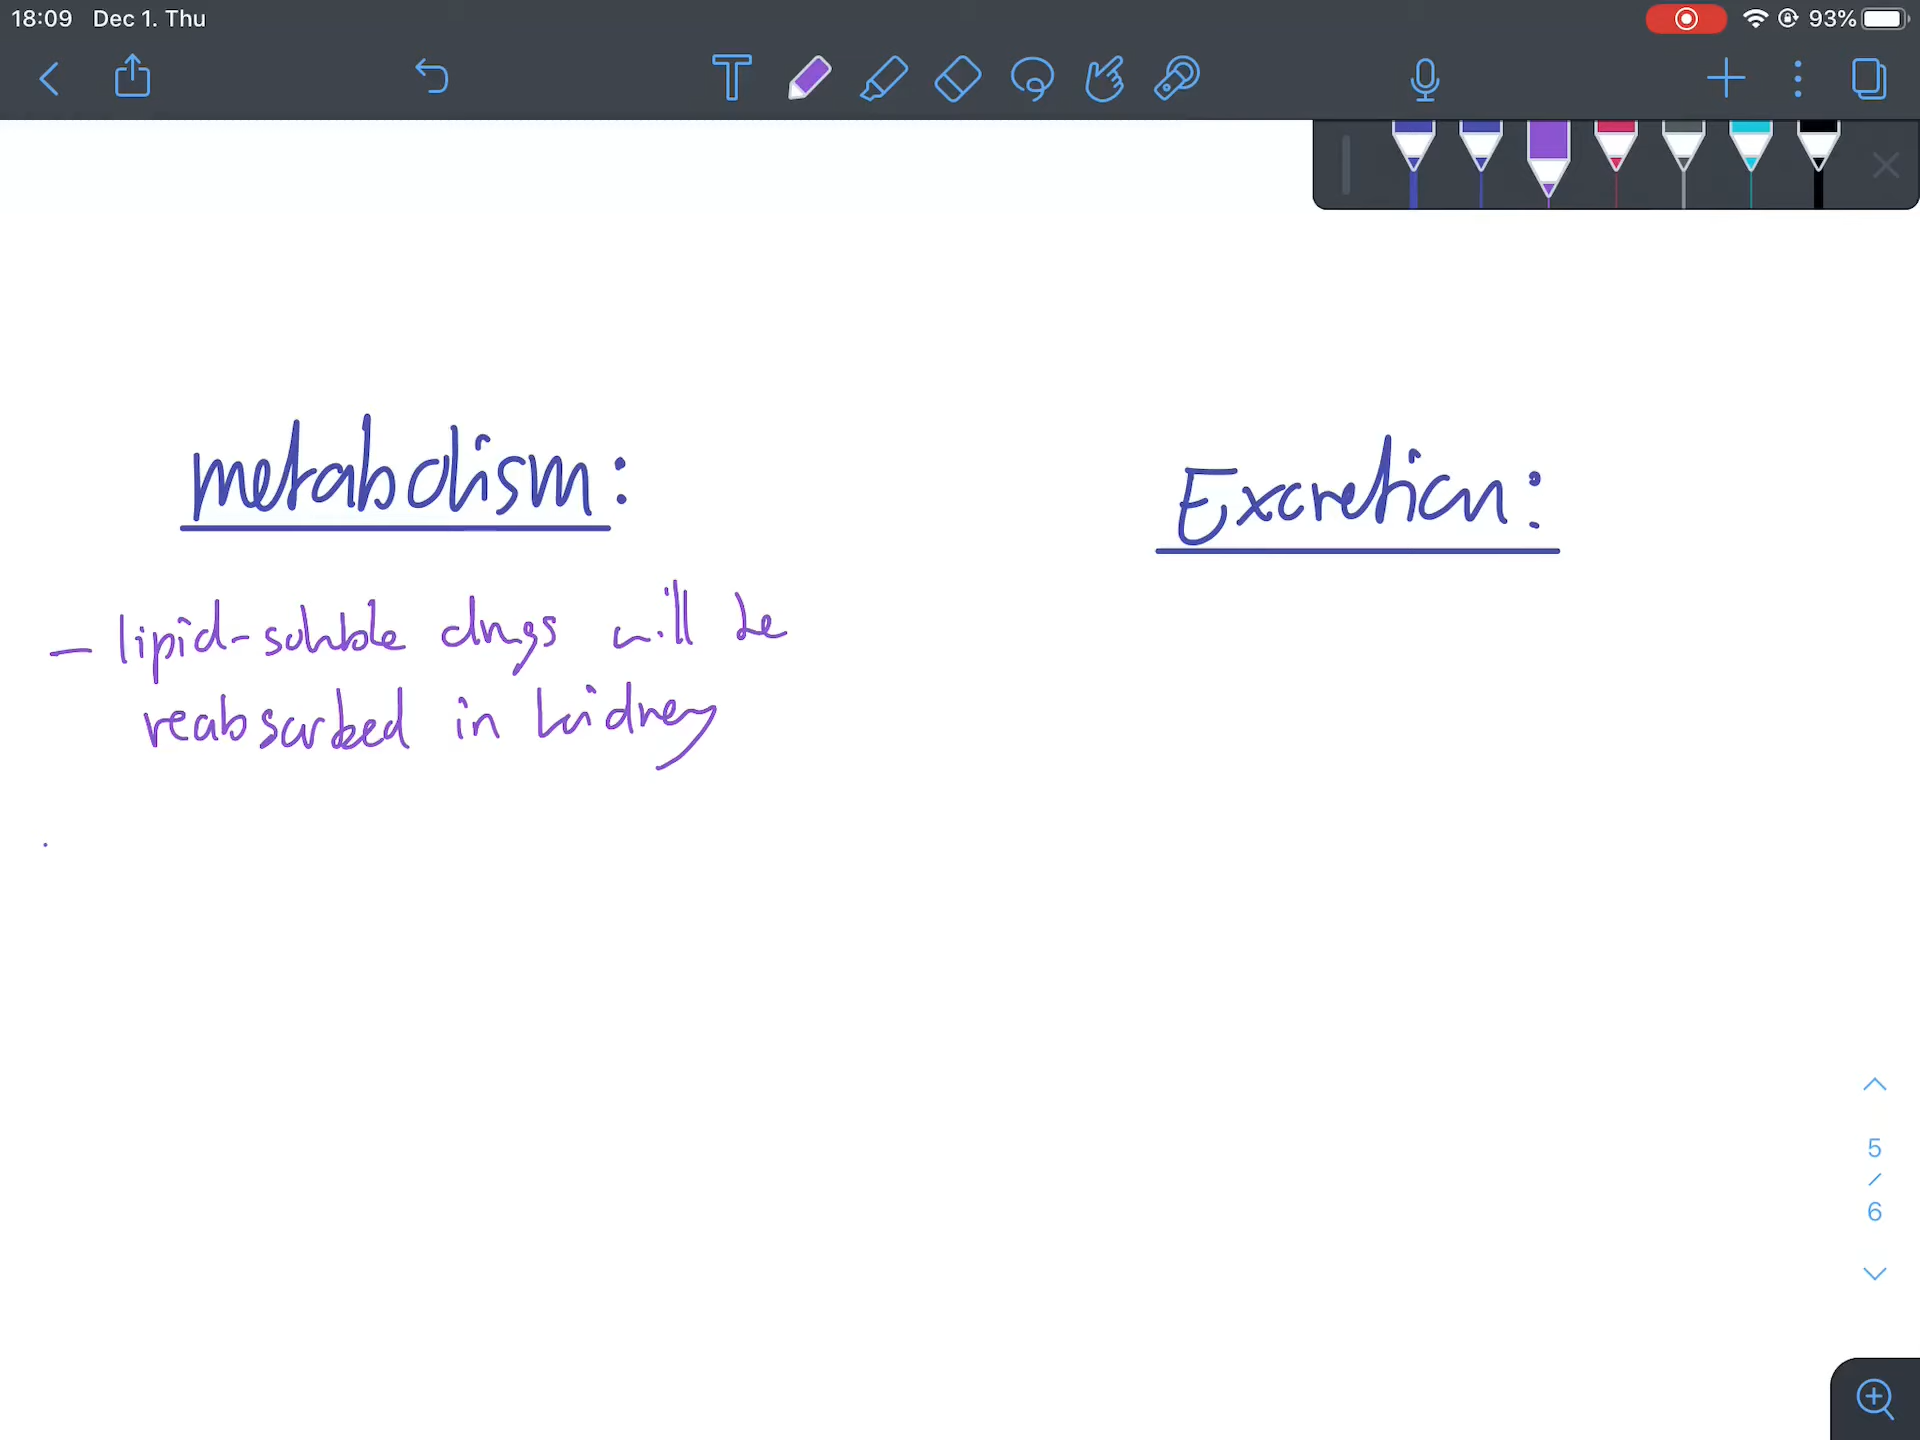 18:09 Dec 1. Thu
93%
metabolism:
Excretion:
- lipid-soluble drugs will be
reabsorbed in kidney
5
/
6